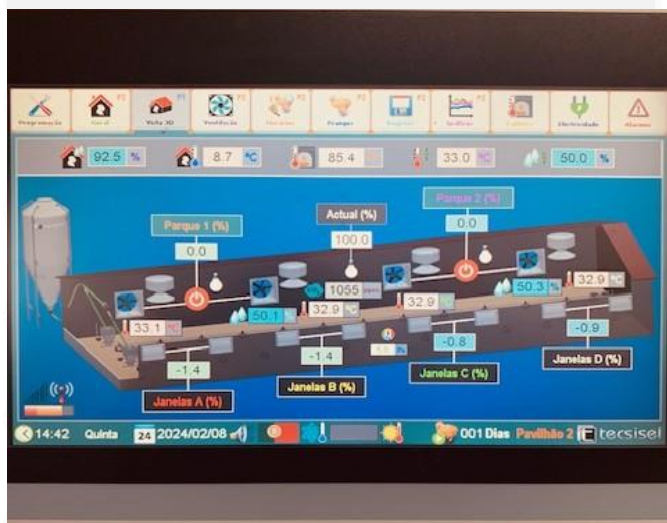 Programação
Geral
Vista 3D
Ventilação
Gráficos
Electricidade
Alarmes
92.5 %
8.7 °C
85.4
33.0 °C
50.0 %
Parque 1 (%)
0.0
Actual (%)
100.0
Parque 2 (%)
0.0
1055 ppm
33.1 °C
50.1 %
32.9 °C
32.9 °C
50.3 %
32.9 °C
-1.4
-1.4
-0.8
-0.9
Janelas A (%)
Janelas B (%)
Janelas C (%)
Janelas D (%)
14:42 Quinta 24 2024/02/08 001 Dias Pavilhão 2 tecsisel